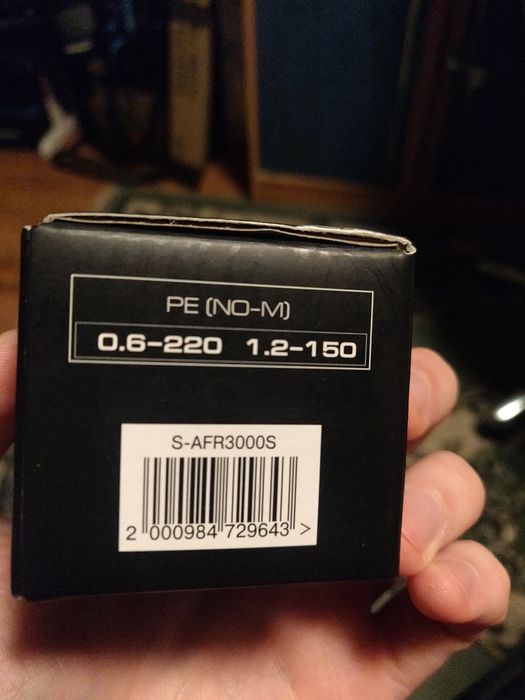 PE (NO-M)
0.6-220 1.2-150
S-AFR3000S
2 000984 729643 >